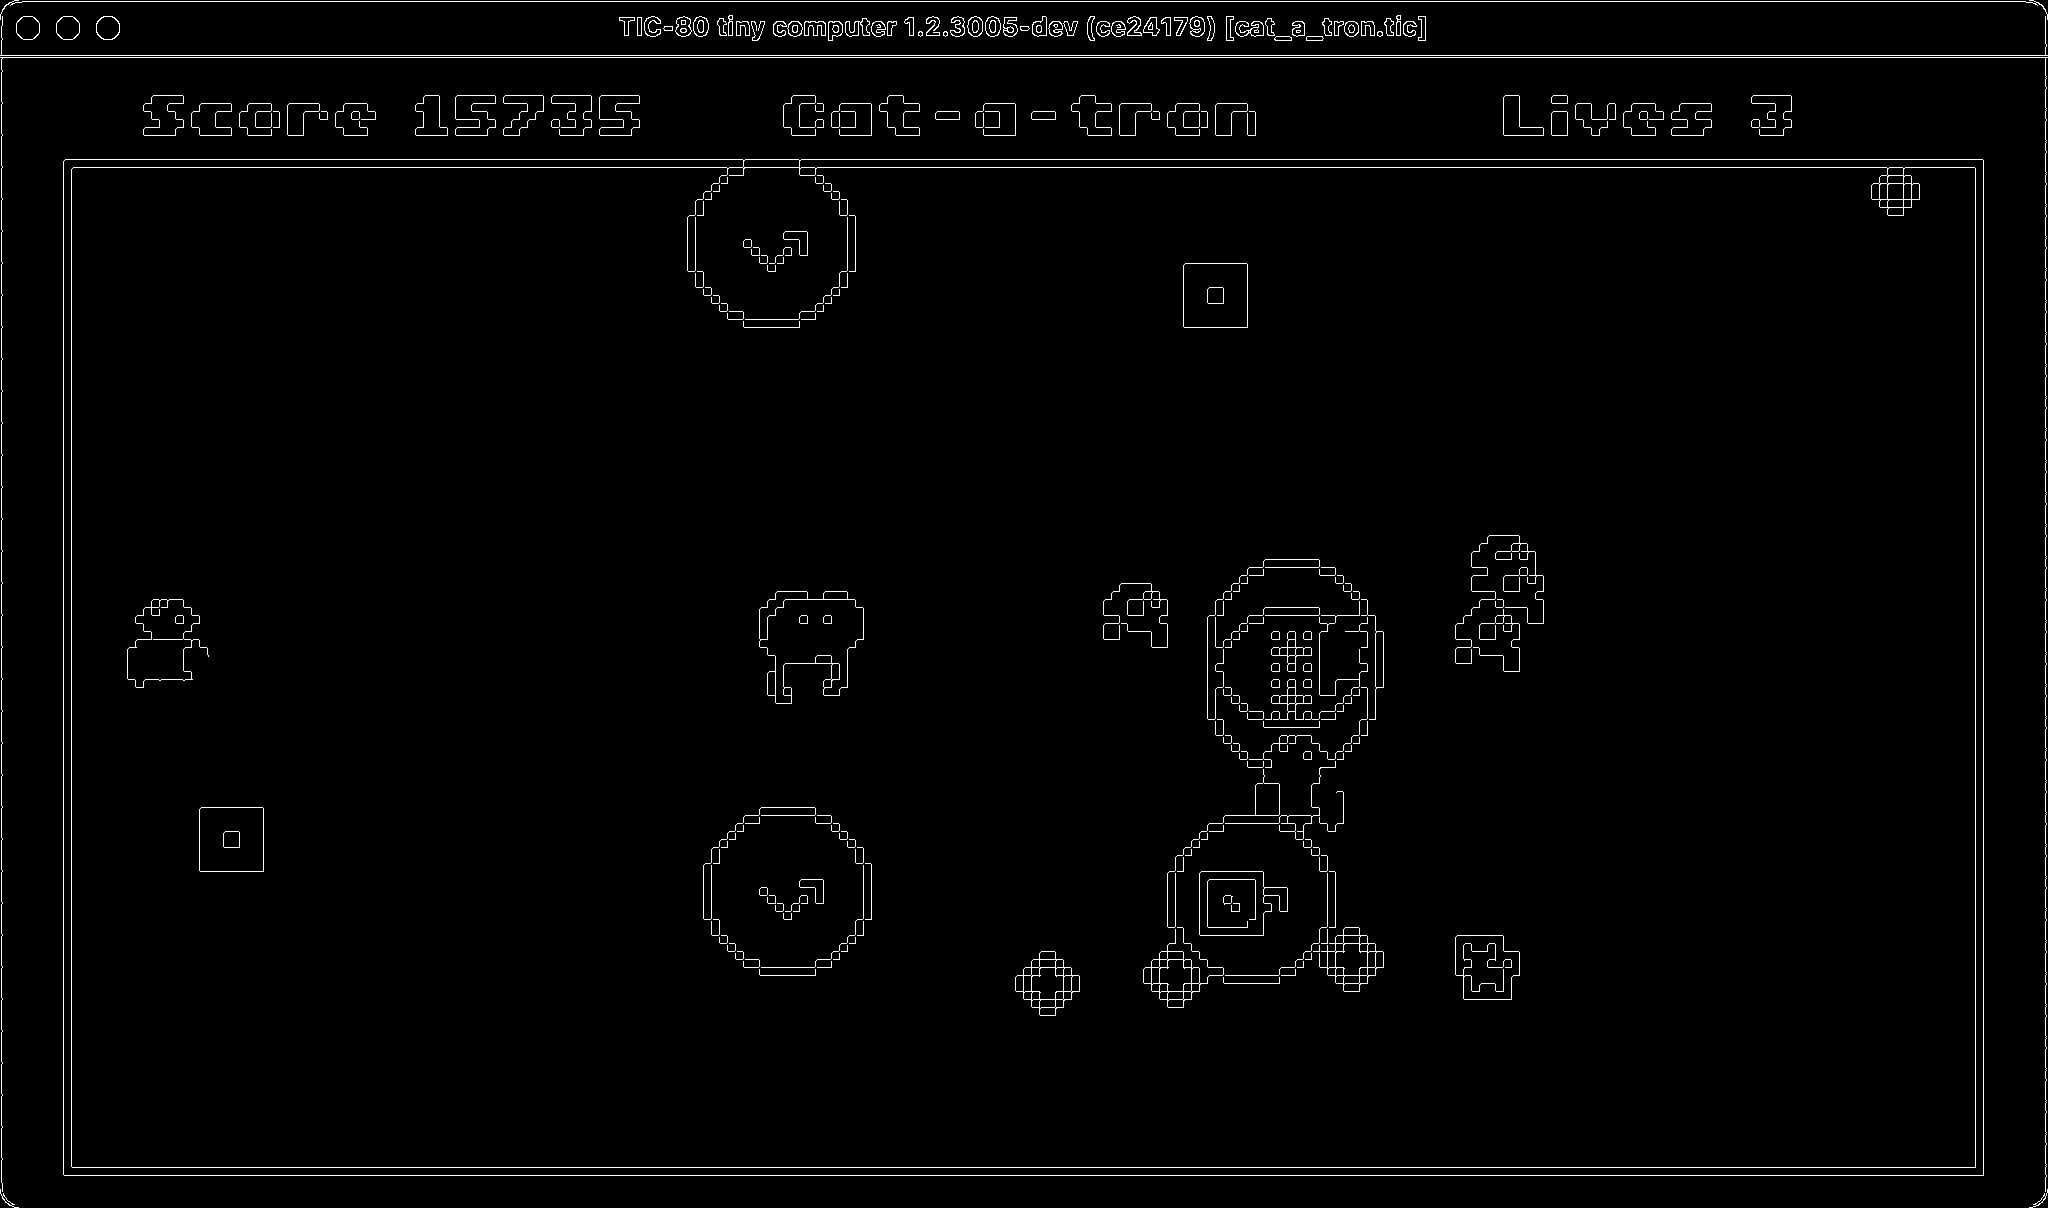 TIC-80 tiny computer 1.2.3005-dev (ce24179) [cat_a_tron.tic]
Score 15735 Cat-a-tron Lives 3